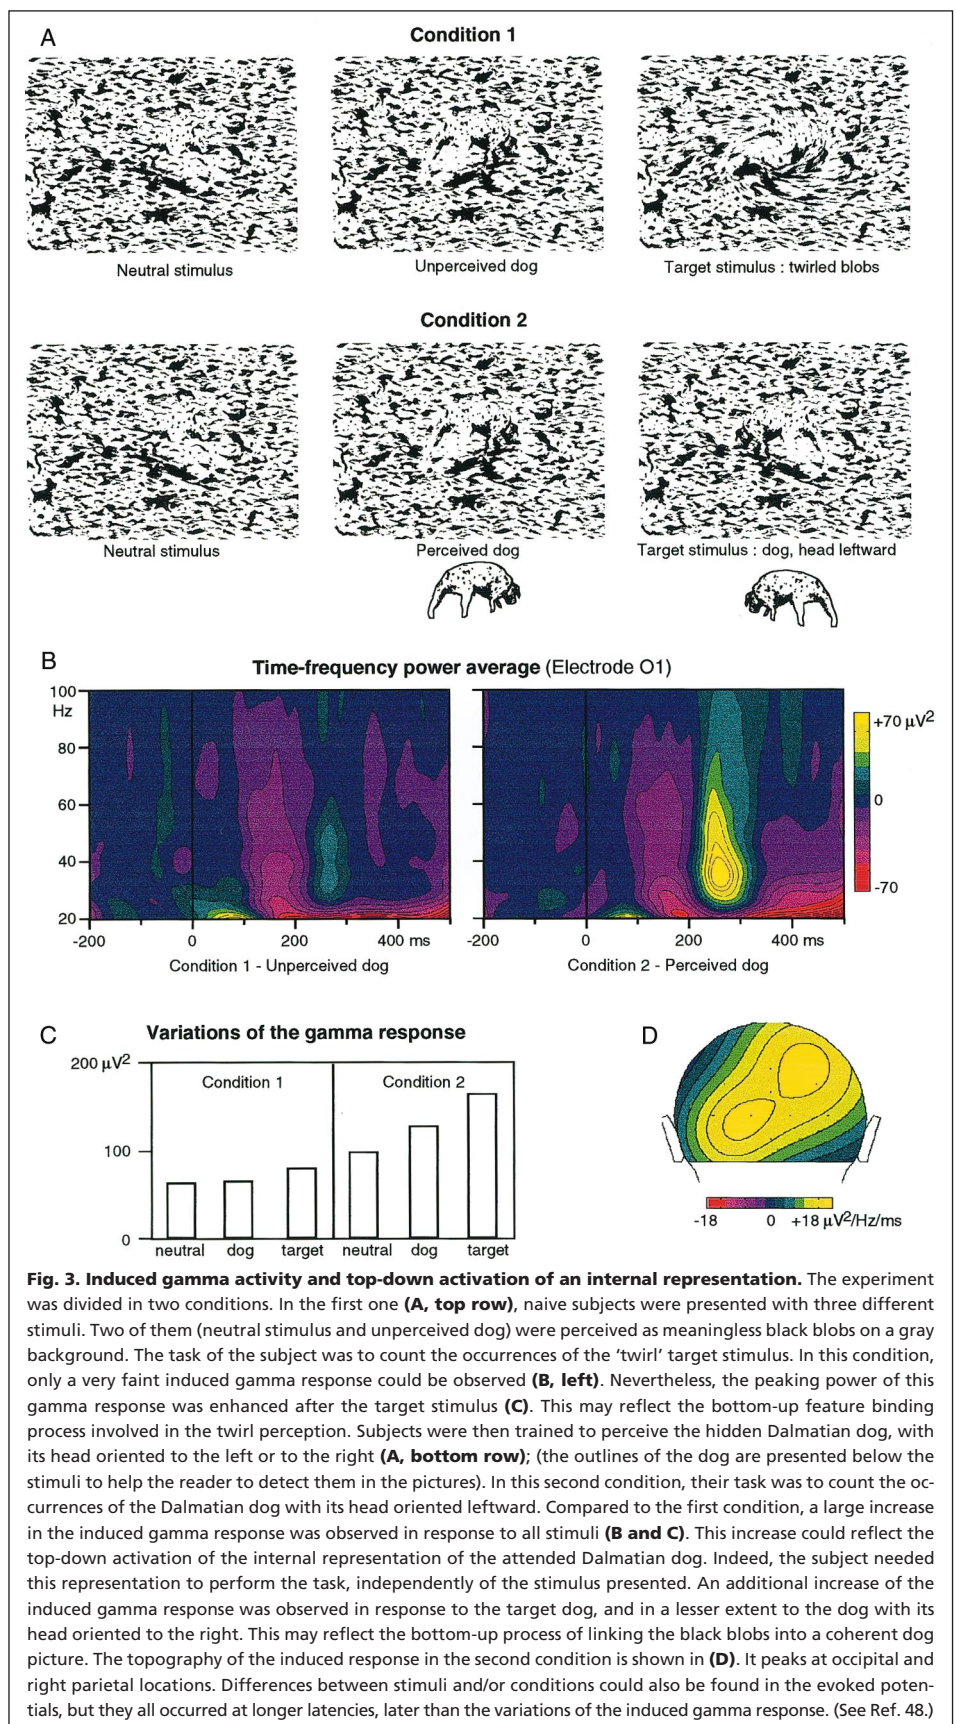 A
Condition 1
Neutral stimulus
Unperceived dog
Target stimulus : twirled blobs
Condition 2
Neutral stimulus
Perceived dog
Target stimulus : dog, head leftward
B
Time-frequency power average (Electrode O1)
100
Hz
80
60
40
20
-200
0
200
400 ms
Condition 1 - Unperceived dog
-200
0
200
400 ms
Condition 2 - Perceived dog
+70 µV2
0
-70
C
Variations of the gamma response
200 µV2
100
0
Condition 1
Condition 2
neutral dog target neutral dog target
D
-18 0 +18 µV2/Hz/ms
Fig. 3. Induced gamma activity and top-down activation of an internal representation. The experiment
was divided in two conditions. In the first one (A, top row), naive subjects were presented with three different
stimuli. Two of them (neutral stimulus and unperceived dog) were perceived as meaningless black blobs on a gray
background. The task of the subject was to count the occurrences of the ‘twirl’ target stimulus. In this condition,
only a very faint induced gamma response could be observed (B, left). Nevertheless, the peaking power of this
gamma response was enhanced after the target stimulus (C). This may reflect the bottom-up feature binding
process involved in the twirl perception. Subjects were then trained to perceive the hidden Dalmatian dog, with
its head oriented to the left or to the right (A, bottom row); (the outlines of the dog are presented below the
stimuli to help the reader to detect them in the pictures). In this second condition, their task was to count the oc-
currences of the Dalmatian dog with its head oriented leftward. Compared to the first condition, a large increase
in the induced gamma response was observed in response to all stimuli (B and C). This increase could reflect the
top-down activation of the internal representation of the attended Dalmatian dog. Indeed, the subject needed
this representation to perform the task, independently of the stimulus presented. An additional increase of the
induced gamma response was observed in response to the target dog, and in a lesser extent to the dog with its
head oriented to the right. This may reflect the bottom-up process of linking the black blobs into a coherent dog
picture. The topography of the induced response in the second condition is shown in (D). It peaks at occipital and
right parietal locations. Differences between stimuli and/or conditions could also be found in the evoked poten-
tials, but they all occurred at longer latencies, later than the variations of the induced gamma response. (See Ref. 48.)